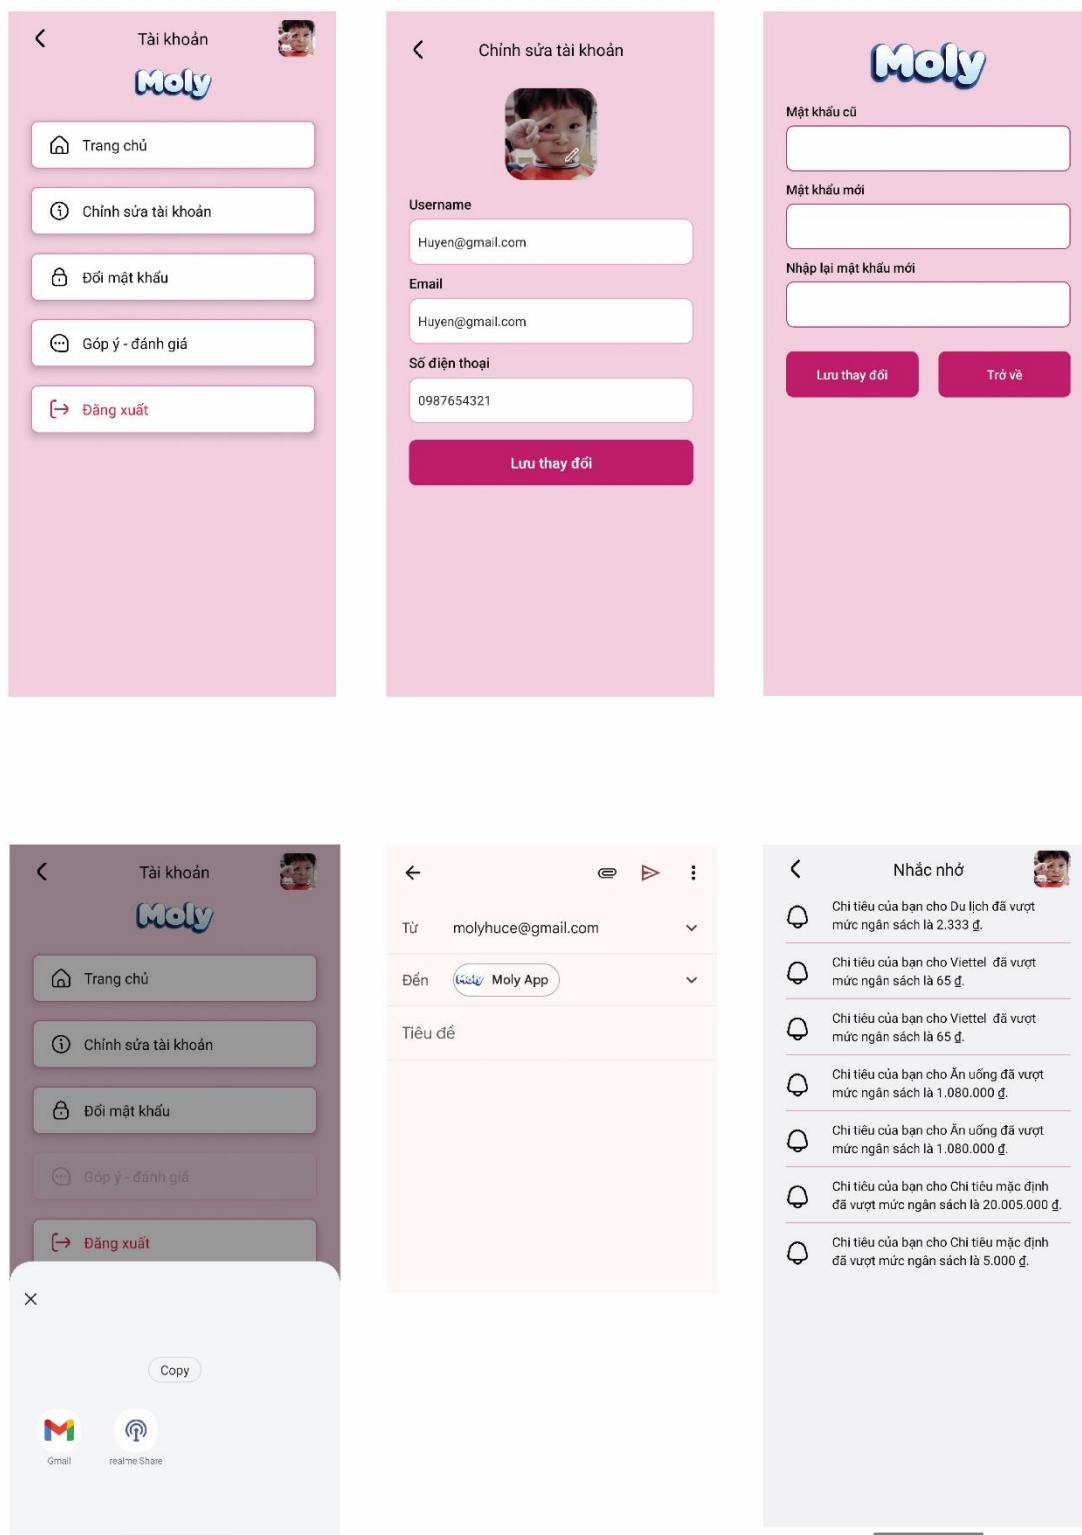 Tài khoản
Moly
Trang chủ
Chỉnh sửa tài khoản
Đổi mật khẩu
Góp ý - đánh giá
Đăng xuất
Chỉnh sửa tài khoản
Username
Huyen@gmail.com
Email
Huyen@gmail.com
Số điện thoại
0987654321
Lưu thay đổi
Moly
Mật khẩu cũ
Mật khẩu mới
Nhập lại mật khẩu mới
Lưu thay đổi
Trở về
Tài khoản
Moly
Trang chủ
Chỉnh sửa tài khoản
Đổi mật khẩu
Góp ý - đánh giá
Đăng xuất
Copy
Gmail
realme Share
Từ molyhuce@gmail.com
Đến Moly Moly App
Tiêu đề
Nhắc nhở
Chi tiêu của bạn cho Du lịch đã vượt
mức ngân sách là 2.333 ₫.
Chi tiêu của bạn cho Viettel đã vượt
mức ngân sách là 65 ₫.
Chi tiêu của bạn cho Viettel đã vượt
mức ngân sách là 65 ₫.
Chi tiêu của bạn cho Ăn uống đã vượt
mức ngân sách là 1.080.000 ₫.
Chi tiêu của bạn cho Ăn uống đã vượt
mức ngân sách là 1.080.000 ₫.
Chi tiêu của bạn cho Chi tiêu mặc định
đã vượt mức ngân sách là 20.005.000 ₫.
Chi tiêu của bạn cho Chi tiêu mặc định
đã vượt mức ngân sách là 5.000 ₫.